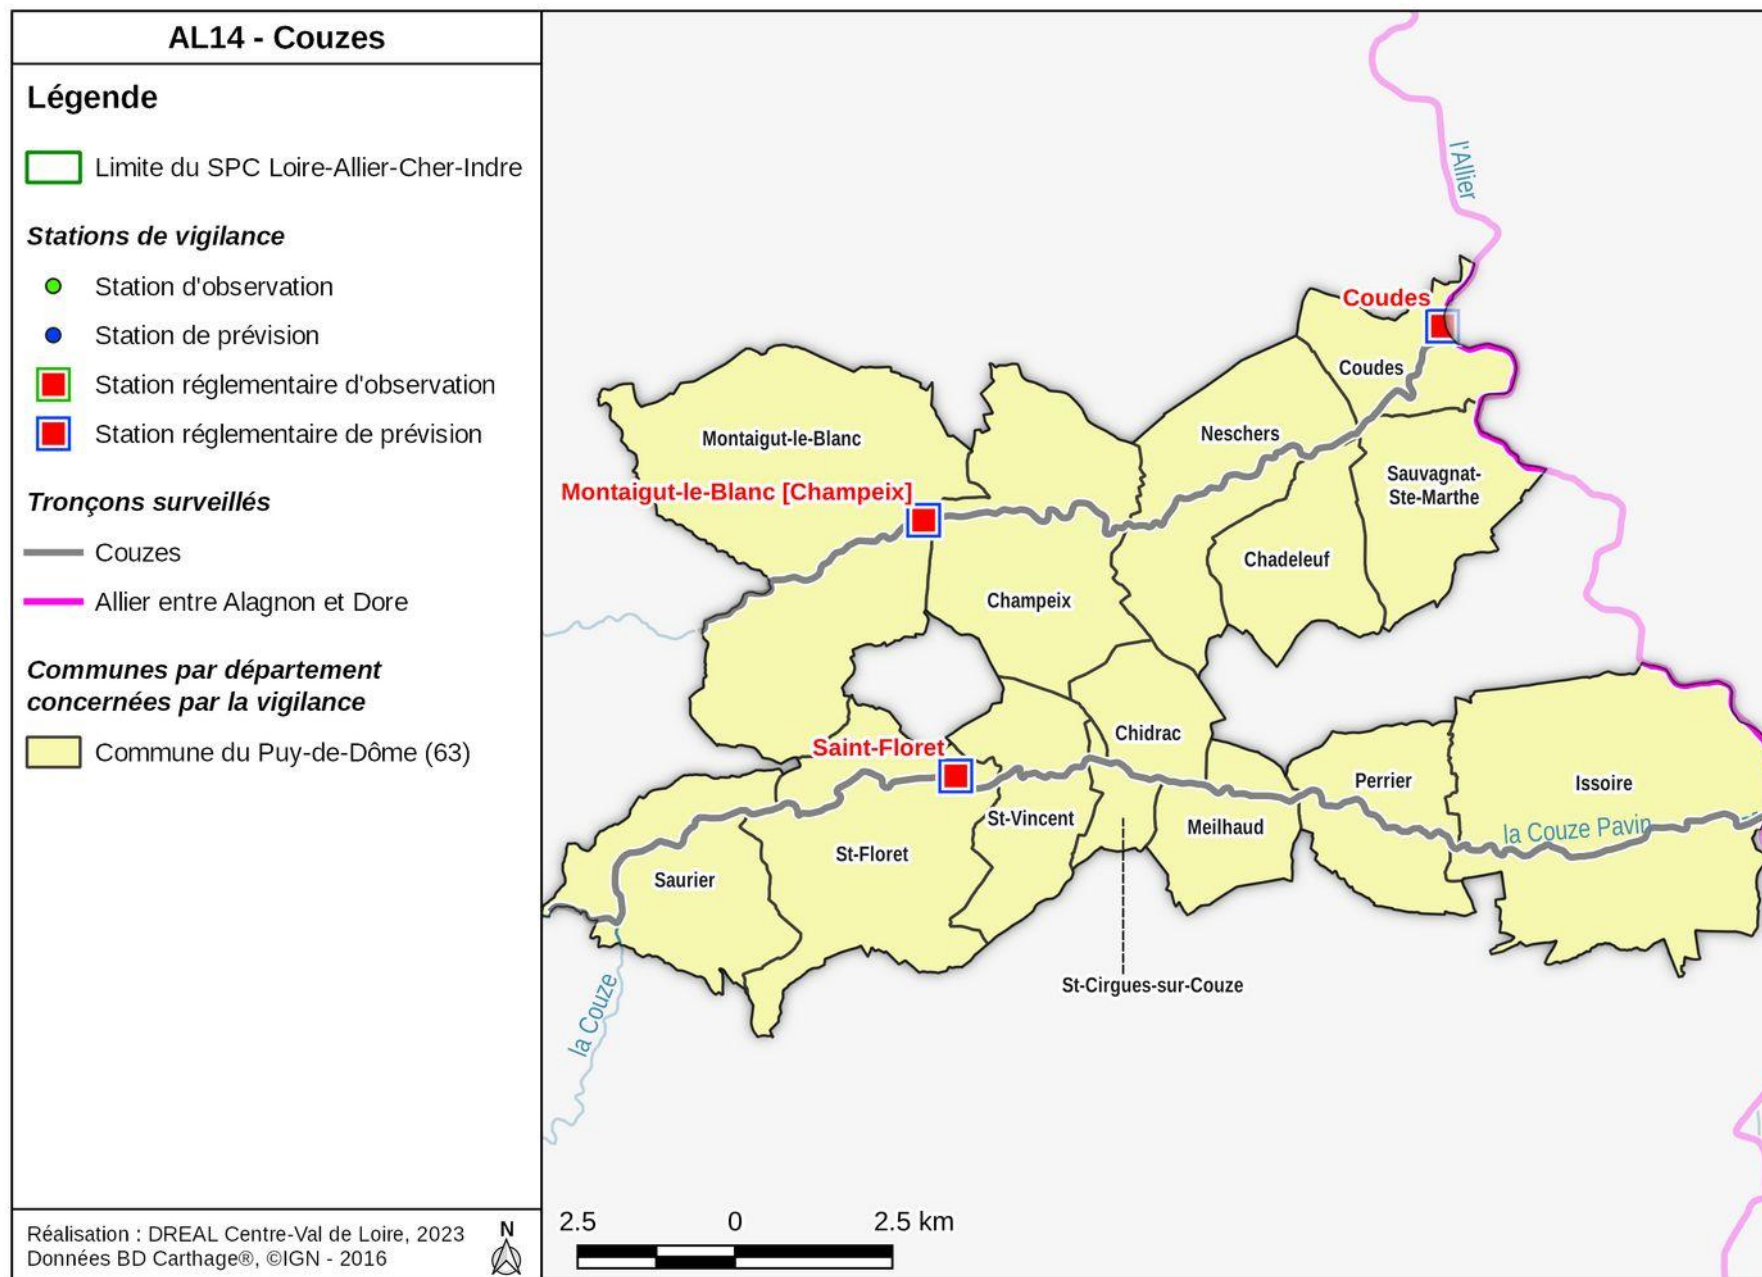 AL14 - Couzes
Légende
Limite du SPC Loire-Allier-Cher-Indre
Stations de vigilance
Station d'observation
Station de prévision
Station réglementaire d'observation
Station réglementaire de prévision
Tronçons surveillés
Couzes
Allier entre Alagnon et Dore
Communes par département
concernées par la vigilance
Commune du Puy-de-Dôme (63)
Réalisation : DREAL Centre-Val de Loire, 2023
Données BD Carthage®, ©IGN - 2016
N
l'Allier
Coudes
Coudes
Montaigut-le-Blanc
Neschers
Sauvagnat-
Ste-Marthe
Montaigut-le-Blanc [Champeix]
Chadeleuf
Champeix
Chidrac
Saint-Floret
Perrier
Issoire
St-Vincent
Meilhaud
la Couze Pavin
St-Floret
Saurier
St-Cirgues-sur-Couze
la Couze
2.5
0
2.5 km